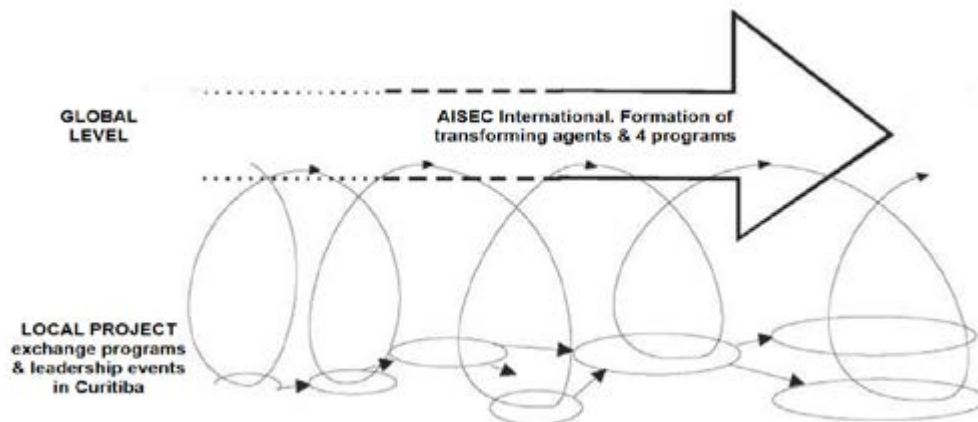 GLOBAL
LEVEL
AISEC International. Formation of
transforming agents & 4 programs
LOCAL PROJECT
exchange programs
& leadership events
in Curitiba